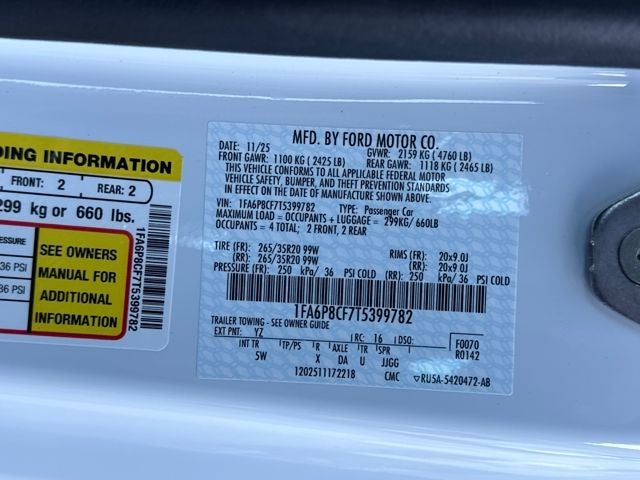 DING INFORMATION
FRONT: 2 REAR: 2
299 kg or 660 lbs.
PRESSURE
36 PSI
36 PSI
SEE OWNERS
MANUAL FOR
ADDITIONAL
INFORMATION
1FA6P8CF7T5399782
MFD. BY FORD MOTOR CO.
DATE: 11/25 GVWR: 2159 KG ( 4760 LB)
FRONT GAWR: 1100 KG ( 2425 LB) REAR GAWR: 1118 KG ( 2465 LB)
THIS VEHICLE CONFORMS TO ALL APPLICABLE FEDERAL MOTOR
VEHICLE SAFETY, BUMPER, AND THEFT PREVENTION STANDARDS
IN EFFECT ON THE DATE OF MANUFACTURE SHOWN ABOVE.
VIN: 1FA6P8CF7T5399782 TYPE: Passenger Car
MAXIMUM LOAD = OCCUPANTS + LUGGAGE = 299KG/ 660LB
OCCUPANTS = 4 TOTAL; 2 FRONT, 2 REAR
TIRE (FR): 265/35R20 99W RIMS (FR): 20x9.0J
(RR): 265/35R20 99W (RR): 20x9.0J
PRESSURE (FR): 250 kPa/ 36 PSI COLD (RR): 250 kPa/ 36 PSI COLD
1FA6P8CF7T5399782
TRAILER TOWING - SEE OWNER GUIDE
EXT PNT: YZ RC: 16 DSO: F0070
INT TR TP/PS R AXLE TR SPR R0142
5W X DA U JJGG
1202511172218 CMC RU5A-5420472-AB